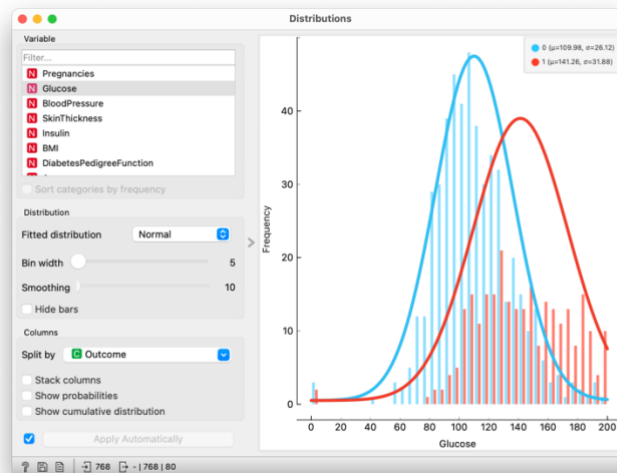 Distributions
Variable
Filter...
N Pregnancies
N Glucose
N BloodPressure
N SkinThickness
N Insulin
N BMI
N DiabetesPedigreeFunction
Sort categories by frequency
Distribution
Fitted distribution Normal
Bin width 5
Smoothing 10
Hide bars
Columns
Split by C Outcome
Stack columns
Show probabilities
Show cumulative distribution
Apply Automatically
? 768 - | 768 | 80
0 (μ=109.98, σ=26.12)
1 (μ=141.26, σ=31.88)
Frequency
40
30
20
10
0
0 20 40 60 80 100 120 140 160 180 200
Glucose